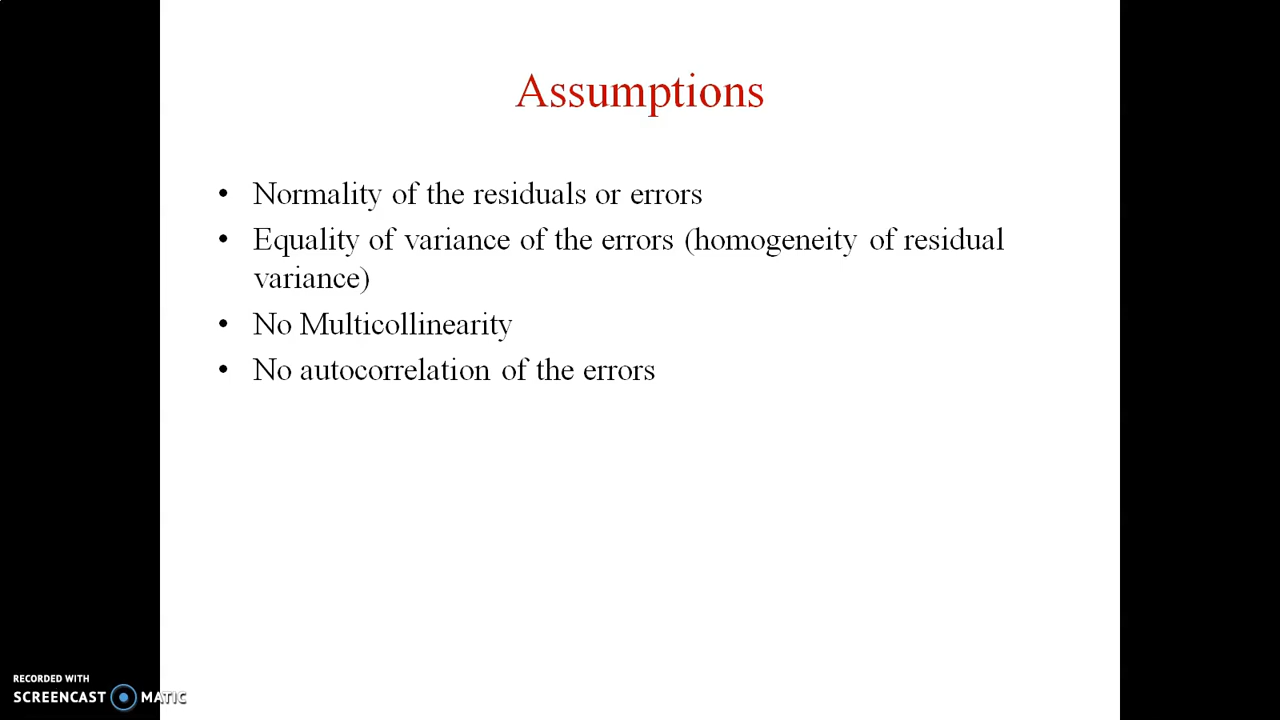 Assumptions
• Normality of the residuals or errors
• Equality of variance of the errors (homogeneity of residual
variance)
• No Multicollinearity
• No autocorrelation of the errors
RECORDED WITH
SCREENCAST MATIC